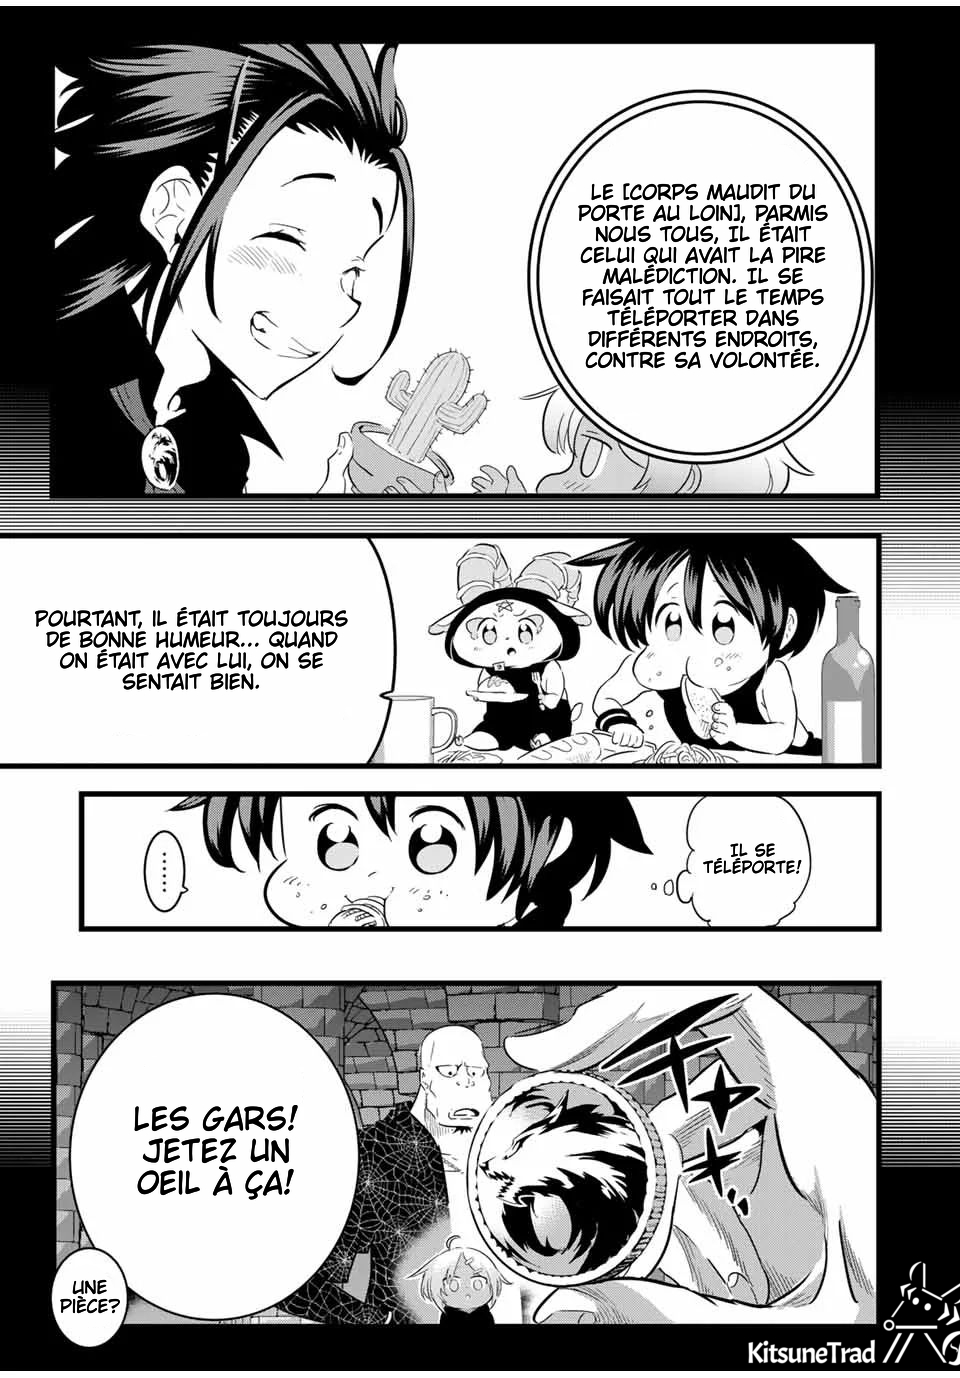 LE [CORPS MAUDIT DU
PORTE AU LOIN], PARMIS
NOUS TOUS, IL ÉTAIT
CELUI QUI AVAIT LA PIRE
MALÉDICTION. IL SE
FAISAIT TOUT LE TEMPS
TÉLÉPORTER DANS
DIFFÉRENTS ENDROITS,
CONTRE SA VOLONTÉE.
POURTANT, IL ÉTAIT TOUJOURS
DE BONNE HUMEUR... QUAND
ON ÉTAIT AVEC LUI, ON SE
SENTAIT BIEN.
IL SE
TÉLÉPORTE!
......
LES GARS!
JETEZ UN
OEIL À ÇA!
UNE
PIÈCE?
KitsuneTrad